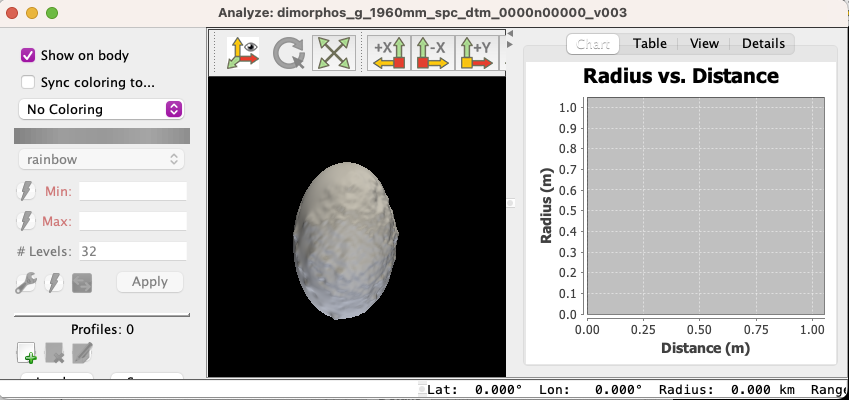 Analyze: dimorphos_g_1960mm_spc_dtm_0000n00000_v003
Show on body
Sync coloring to...
No Coloring
rainbow
Min:
Max:
# Levels: 32
Apply
Profiles: 0
+X -X +Y
Chart Table View Details
Radius vs. Distance
Radius (m)
1.0
0.9
0.8
0.7
0.6
0.5
0.4
0.3
0.2
0.1
0.0
0.00 0.25 0.50 0.75 1.00
Distance (m)
Lat: 0.000° Lon: 0.000° Radius: 0.000 km Rang